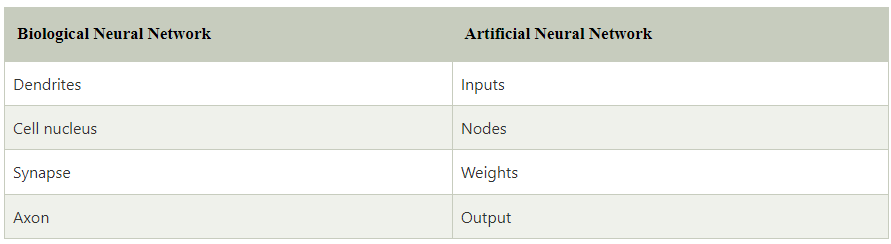 Biological Neural Network Artificial Neural Network
Dendrites Inputs
Cell nucleus Nodes
Synapse Weights
Axon Output